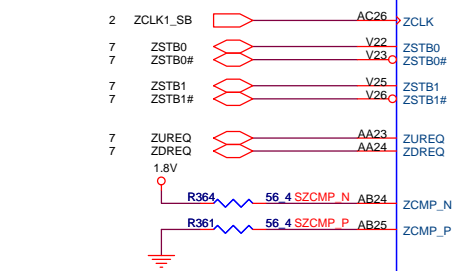 2 ZCLK1_SB AC26 ZCLK
7 ZSTB0 V22 ZSTB0
7 ZSTB0# V23 ZSTB0#
7 ZSTB1 V25 ZSTB1
7 ZSTB1# V26 ZSTB1#
7 ZUREQ AA23 ZUREQ
7 ZDREQ AA24 ZDREQ
1.8V
R364 56_4 SZCMP_N AB24 ZCMP_N
R361 56_4 SZCMP_P AB25 ZCMP_P